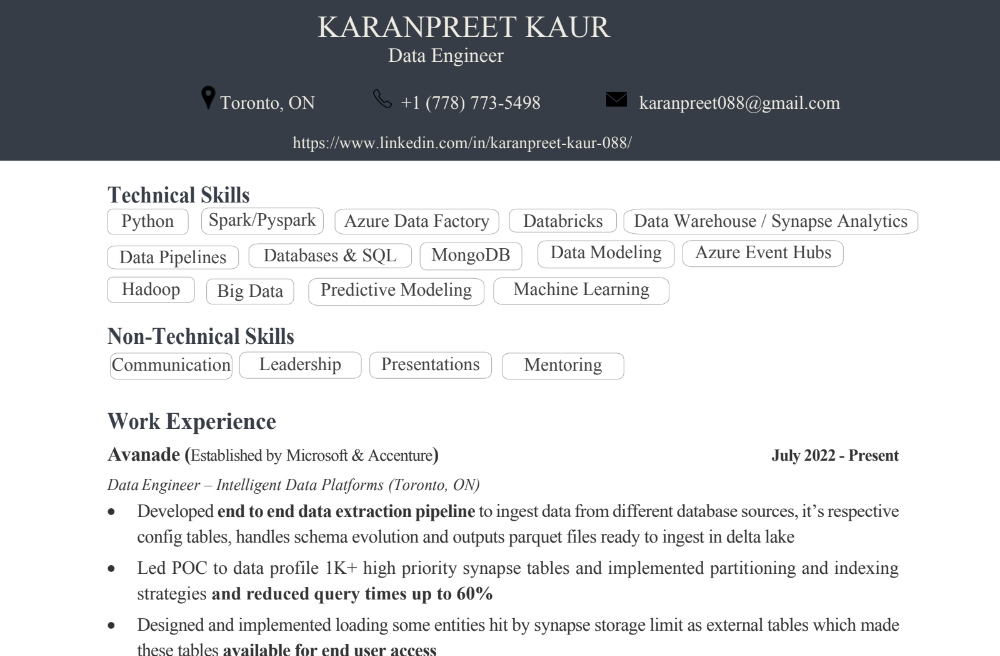 KARANPREET KAUR
Data Engineer
Toronto, ON +1 (778) 773-5498 karanpreet088@gmail.com
https://www.linkedin.com/in/karanpreet-kaur-088/
Technical Skills
Python Spark/Pyspark Azure Data Factory Databricks Data Warehouse / Synapse Analytics
Data Pipelines Databases & SQL MongoDB Data Modeling Azure Event Hubs
Hadoop Big Data Predictive Modeling Machine Learning
Non-Technical Skills
Communication Leadership Presentations Mentoring
Work Experience
Avanade (Established by Microsoft & Accenture) July 2022 - Present
Data Engineer – Intelligent Data Platforms (Toronto, ON)
• Developed end to end data extraction pipeline to ingest data from different database sources, it’s respective
config tables, handles schema evolution and outputs parquet files ready to ingest in delta lake
• Led POC to data profile 1K+ high priority synapse tables and implemented partitioning and indexing
strategies and reduced query times up to 60%
• Designed and implemented loading some entities hit by synapse storage limit as external tables which made
these tables available for end user access